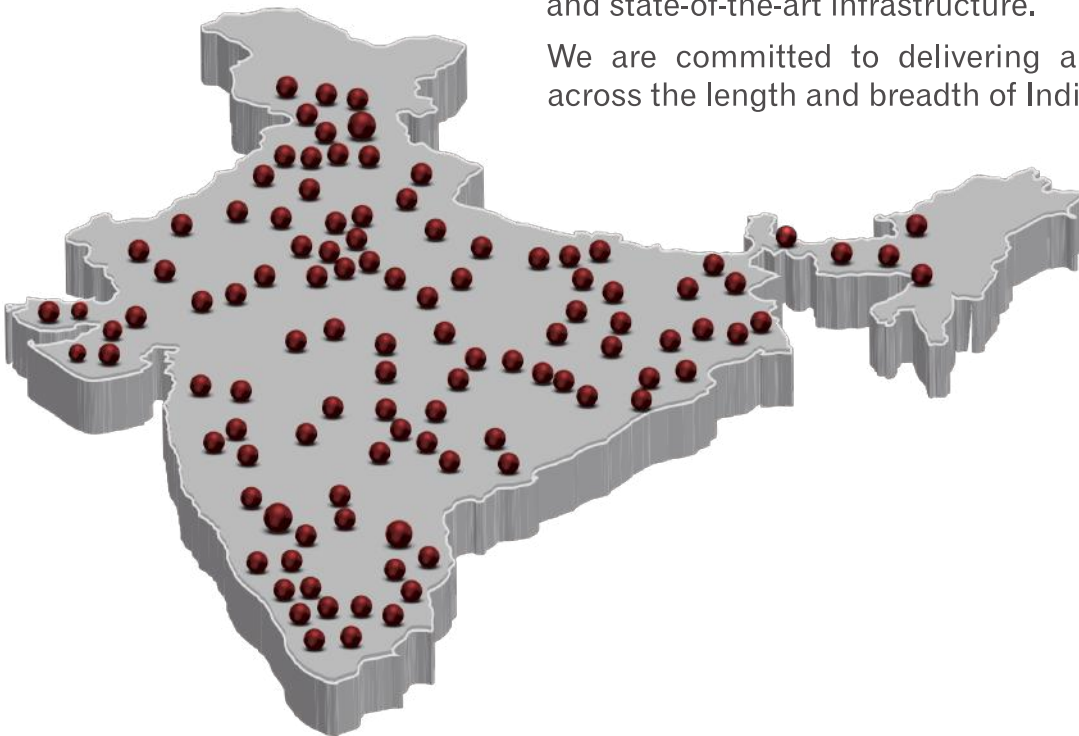 and state-of-the-art infrastructure.
We are committed to delivering a
across the length and breadth of Indi